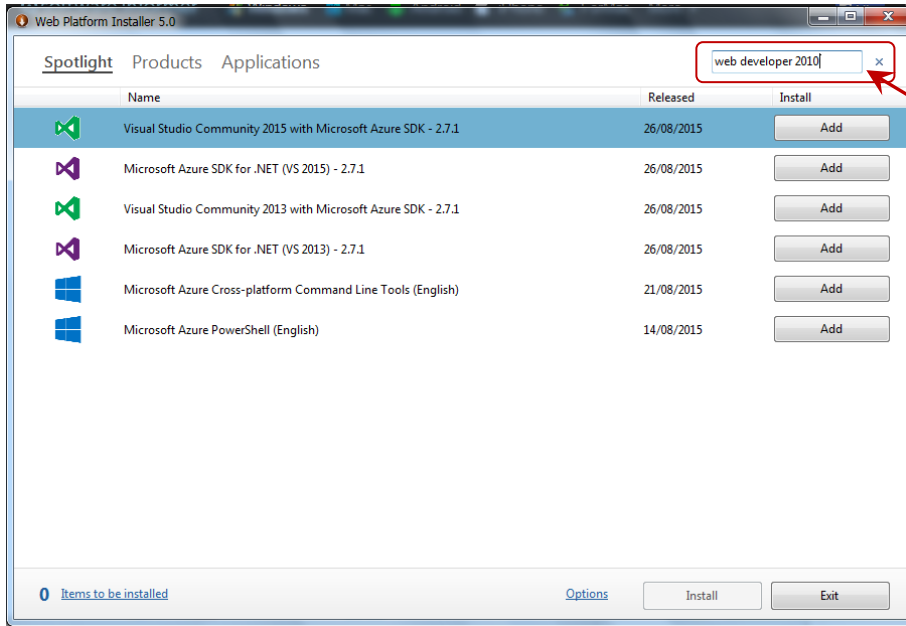 Web Platform Installer 5.0
Spotlight Products Applications web developer 2010
Name Released Install
Visual Studio Community 2015 with Microsoft Azure SDK - 2.7.1 26/08/2015 Add
Microsoft Azure SDK for .NET (VS 2015) - 2.7.1 26/08/2015 Add
Visual Studio Community 2013 with Microsoft Azure SDK - 2.7.1 26/08/2015 Add
Microsoft Azure SDK for .NET (VS 2013) - 2.7.1 26/08/2015 Add
Microsoft Azure Cross-platform Command Line Tools (English) 21/08/2015 Add
Microsoft Azure PowerShell (English) 14/08/2015 Add
0 Items to be installed Options Install Exit